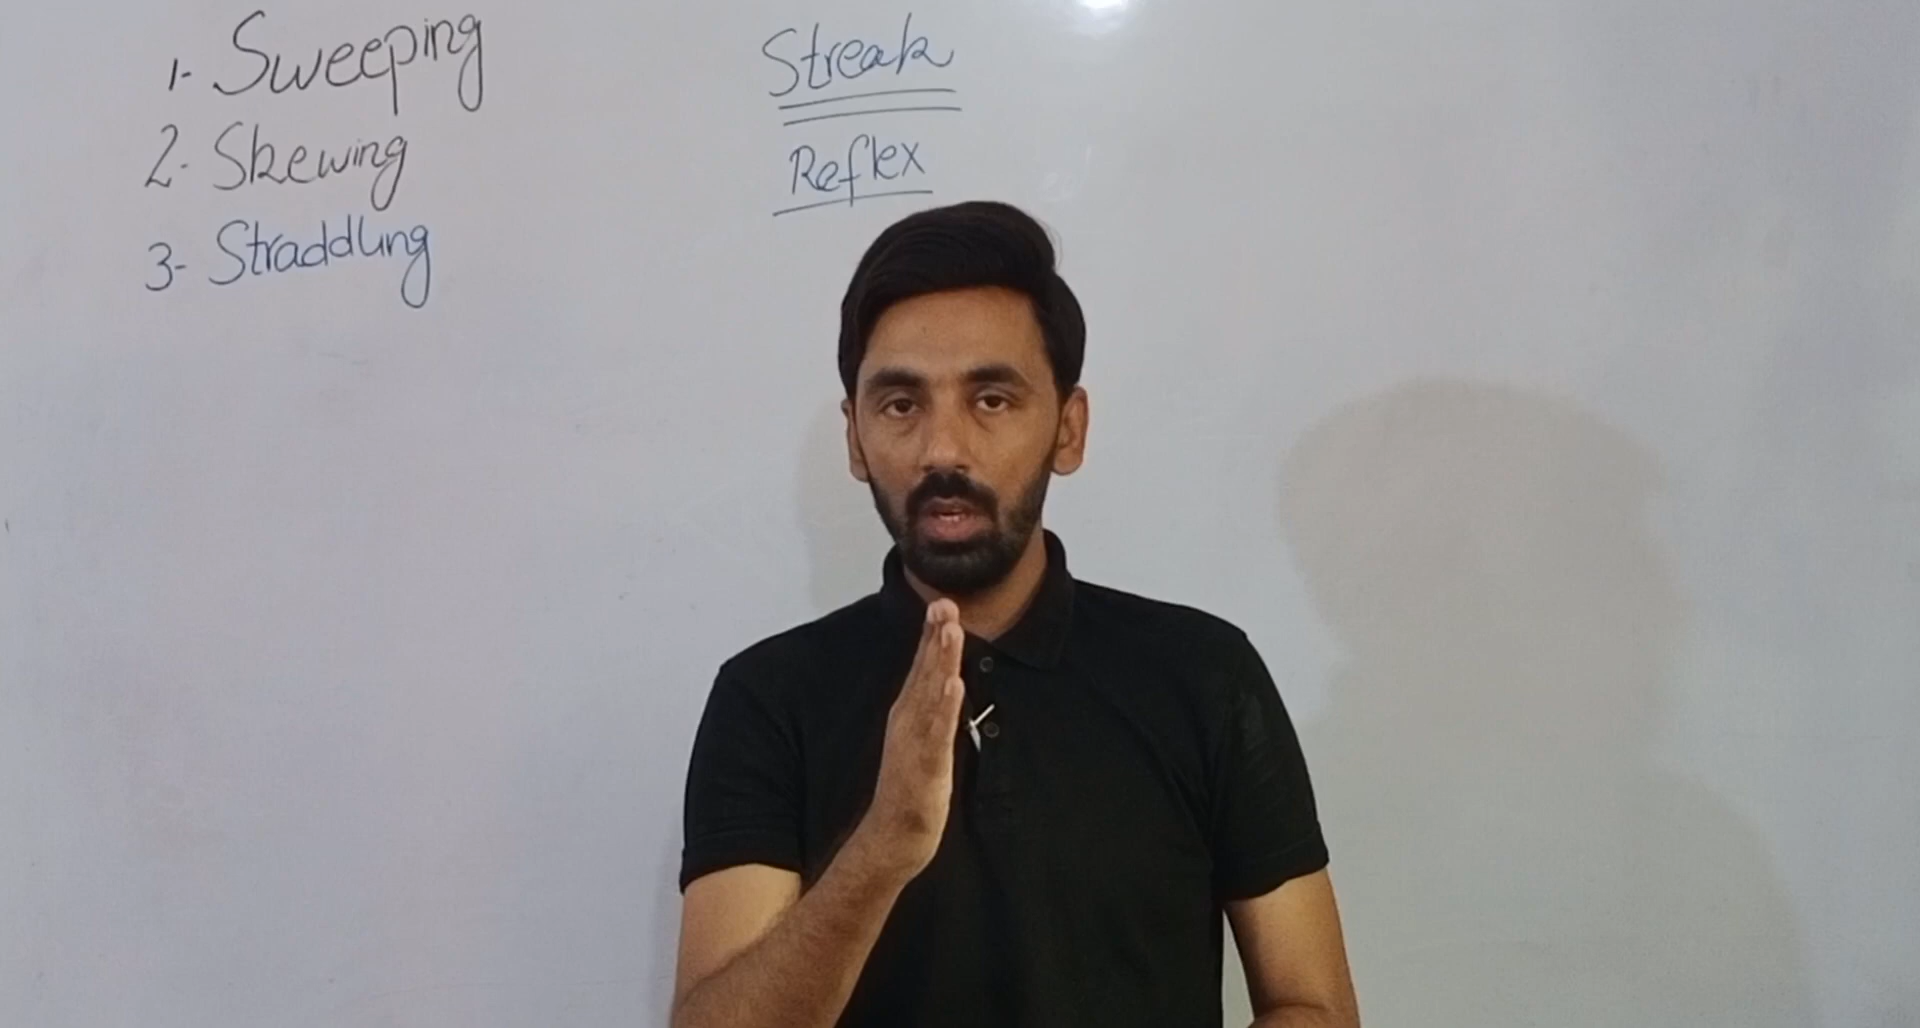 1- Sweeping
2- Skewing
3- Straddling
Streak
Reflex